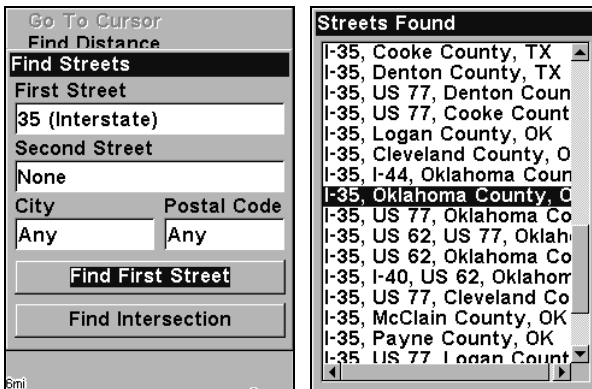 Go To Cursor
Find Distance
Find Streets
First Street
35 (Interstate)
Second Street
None
City Postal Code
Any Any
Find First Street
Find Intersection
6mi
Streets Found
I-35, Cooke County, TX
I-35, Denton County, TX
I-35, US 77, Denton Coun
I-35, US 77, Cooke Count
I-35, Logan County, OK
I-35, Cleveland County, O
I-35, I-44, Oklahoma Coun
I-35, Oklahoma County, O
I-35, US 77, Oklahoma Co
I-35, US 62, US 77, Oklah
I-35, US 62, Oklahoma Co
I-35, I-40, US 62, Oklahom
I-35, US 77, Cleveland Co
I-35, McClain County, OK
I-35, Payne County, OK
I-35, US 77, Logan Count